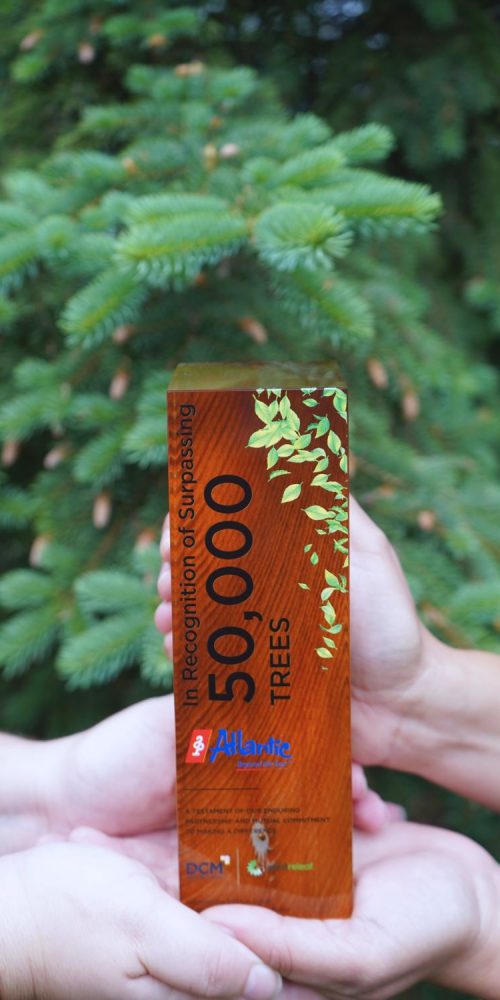 In Recognition of Surpassing
50,000
TREES
Atlantic
A TESTAMENT OF OUR ENDURING
PARTNERSHIP AND MUTUAL COMMITMENT
TO MAKING A DIFFERENCE
DCM
releaf